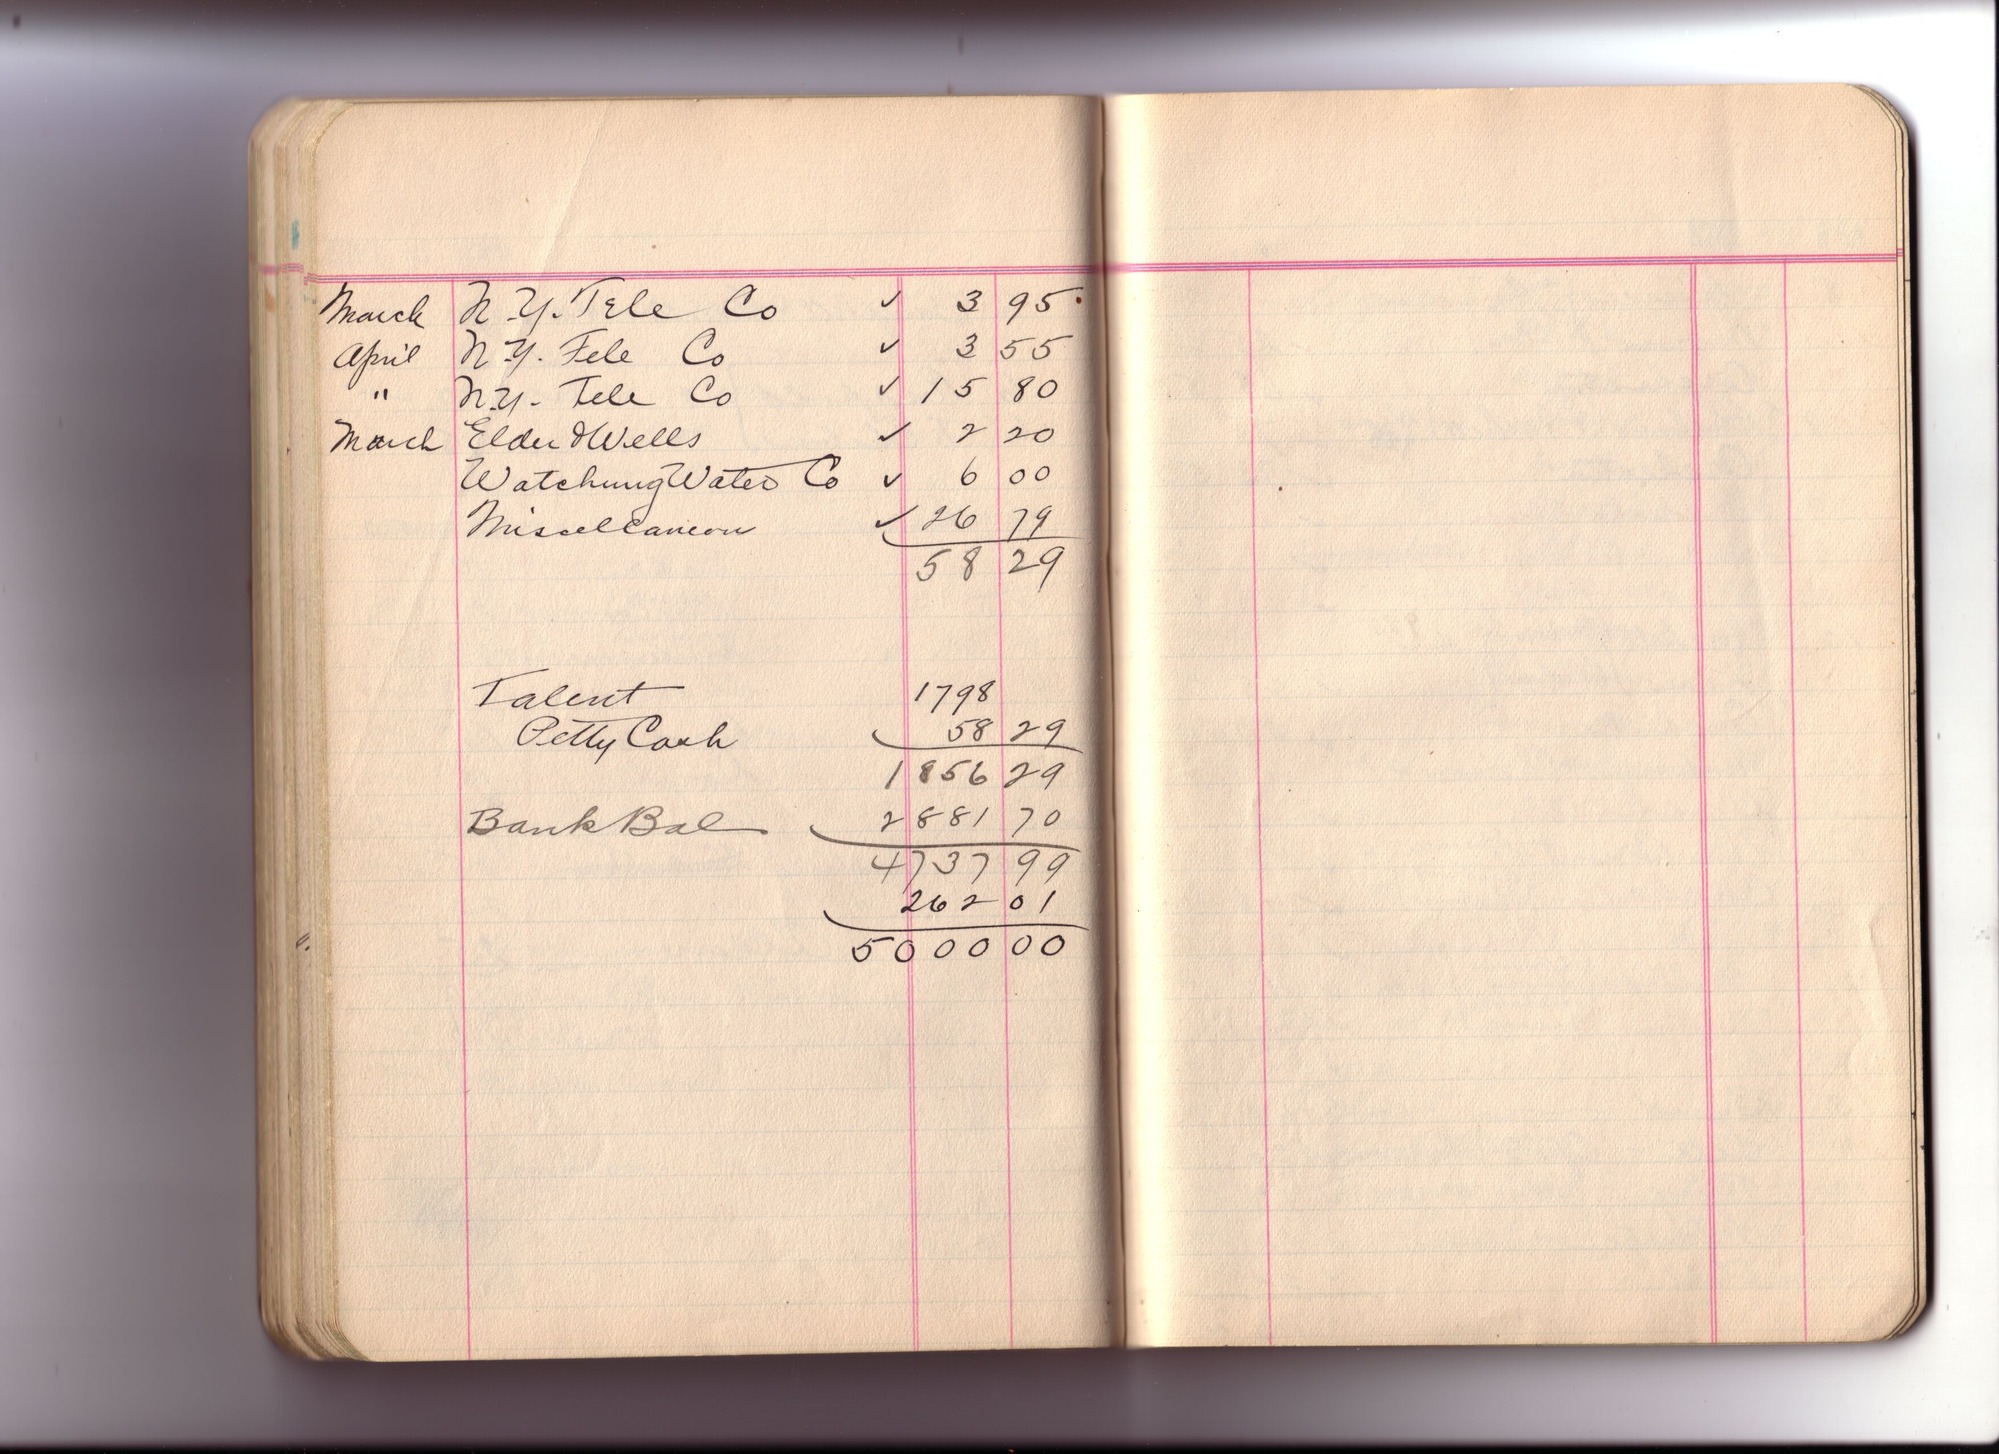 March N.Y. Tele Co ✓ 3 95
April N.Y. Tele Co ✓ 3 55
" N.Y. Tele Co ✓ 15 80
March Elder & Wells ✓ 2 20
Watchung Water Co ✓ 6 00
Miscellaneou ✓ 26 79
58 29
Talent 1798
Petty Cash 58 29
1856 29
Bank Bal 2881 70
4737 99
262 01
5000 00